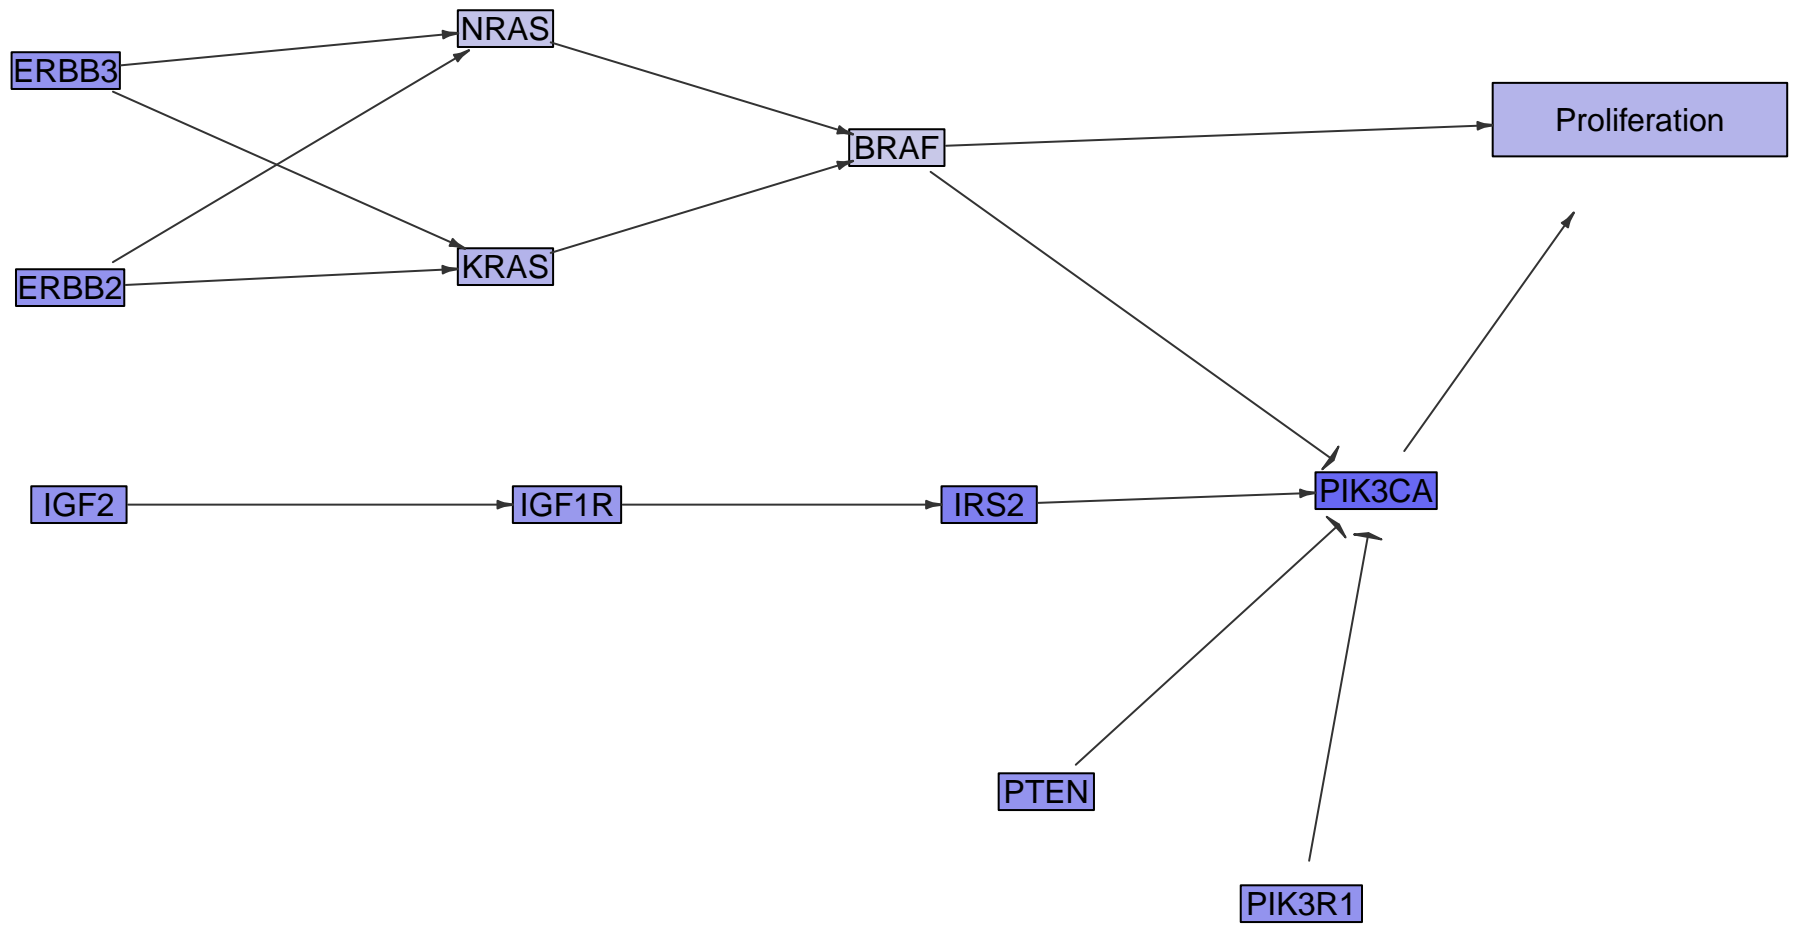 NRAS
ERBB3
Proliferation
BRAF
KRAS
ERBB2
PIK3CA
IGF2
IGF1R
IRS2
PTEN
PIK3R1